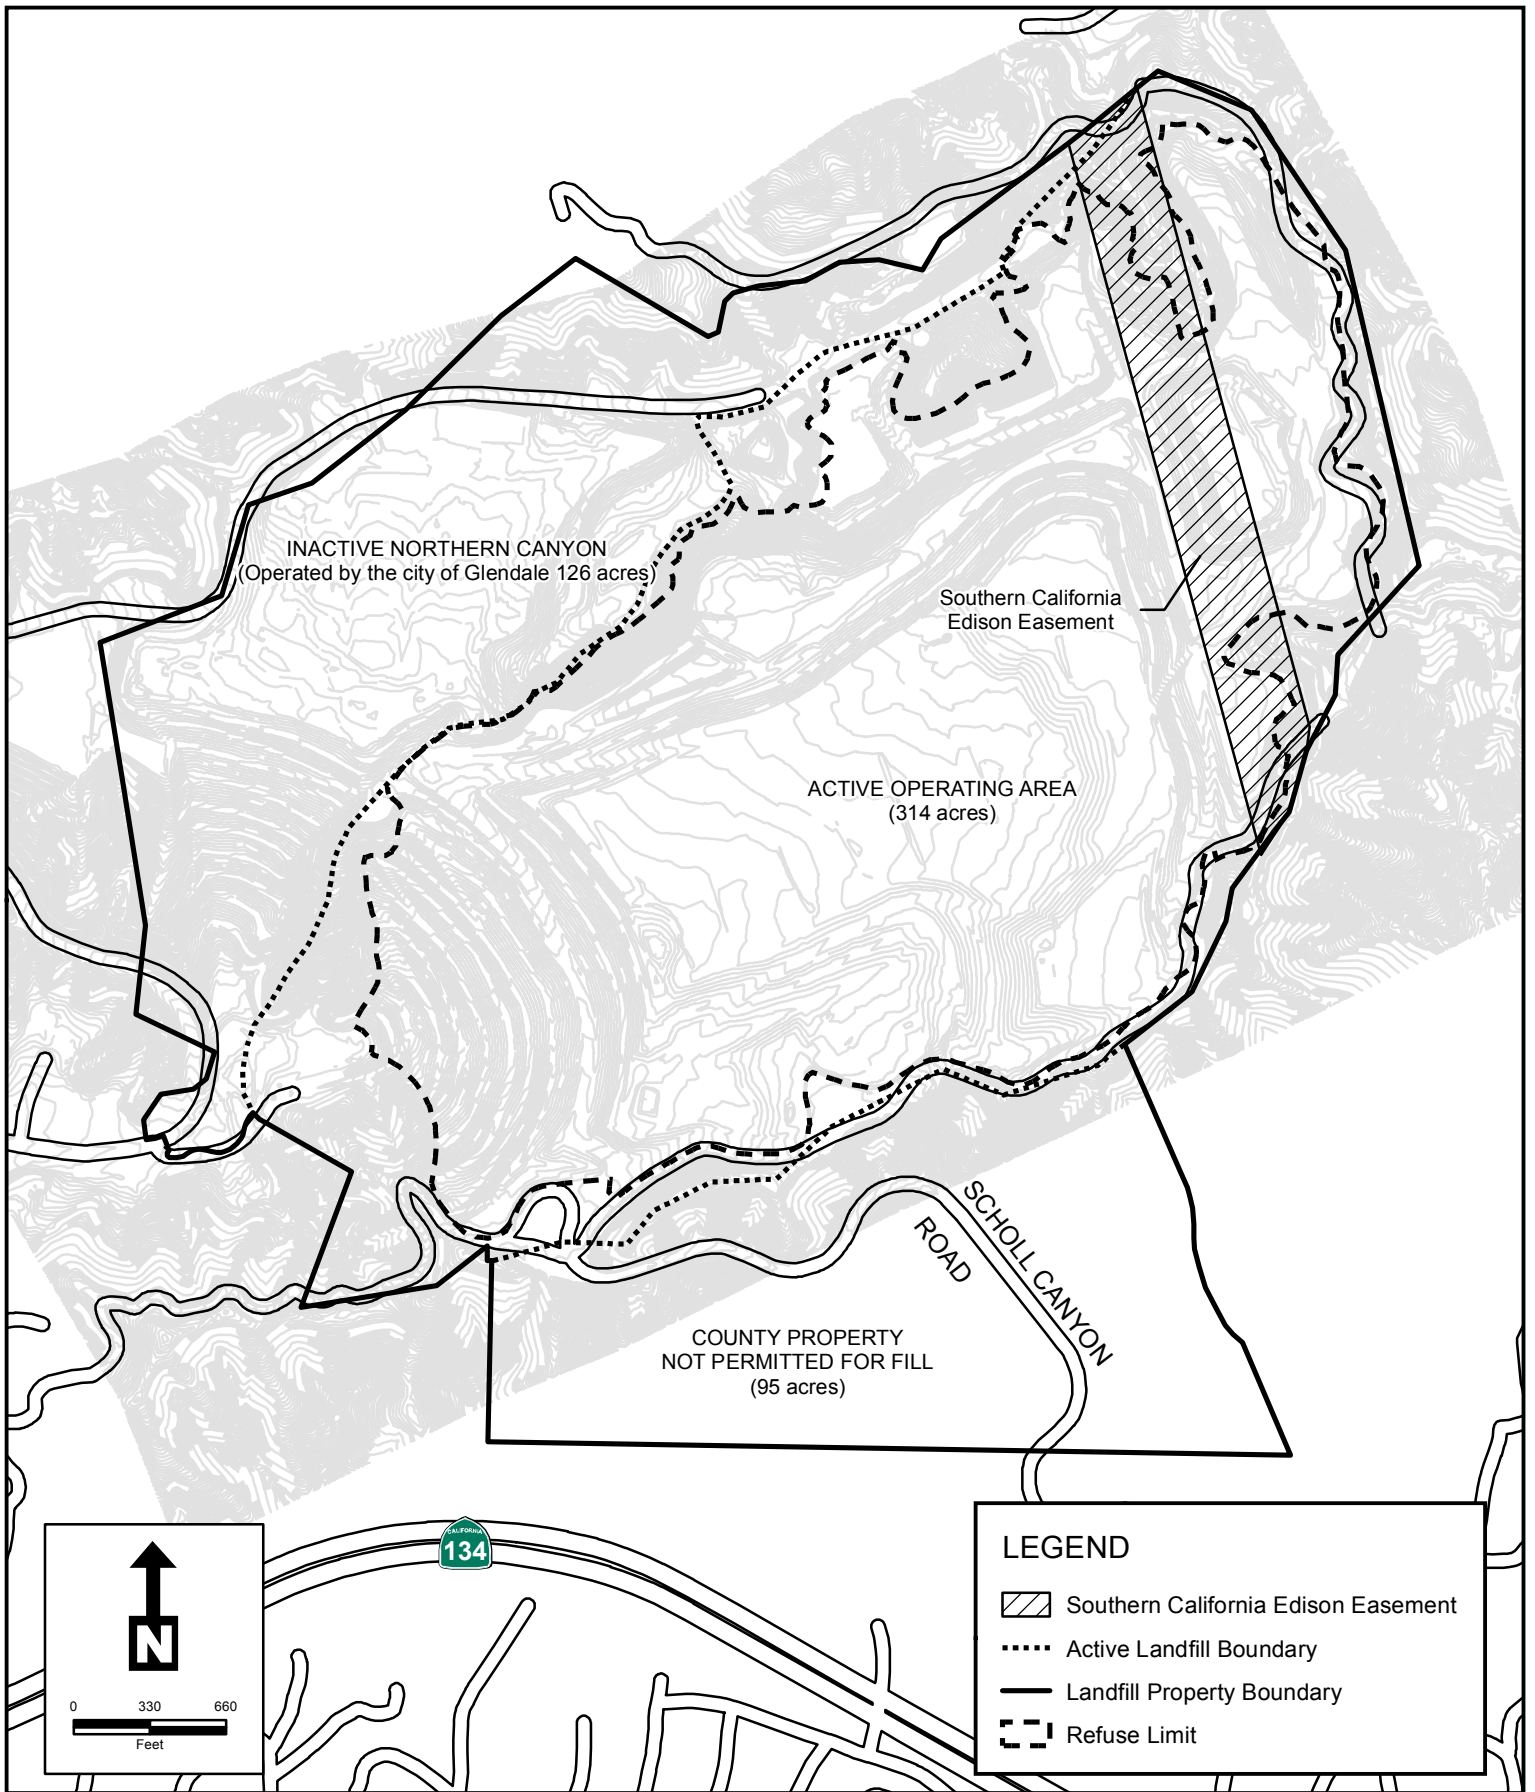 INACTIVE NORTHERN CANYON
(Operated by the city of Glendale 126 acres)
Southern California
Edison Easement
ACTIVE OPERATING AREA
(314 acres)
SCHOLL CANYON
ROAD
COUNTY PROPERTY
NOT PERMITTED FOR FILL
(95 acres)
CALIFORNIA
134
N
0 330 660
Feet
LEGEND
Southern California Edison Easement
Active Landfill Boundary
Landfill Property Boundary
Refuse Limit